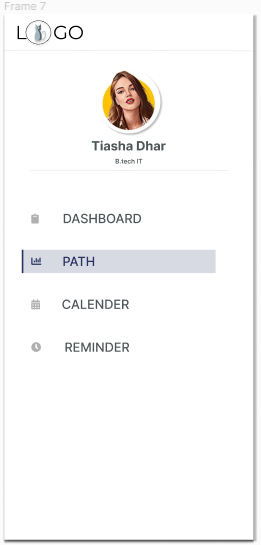 Frame 7
LOGO
Tiasha Dhar
B.tech IT
DASHBOARD
PATH
CALENDER
REMINDER